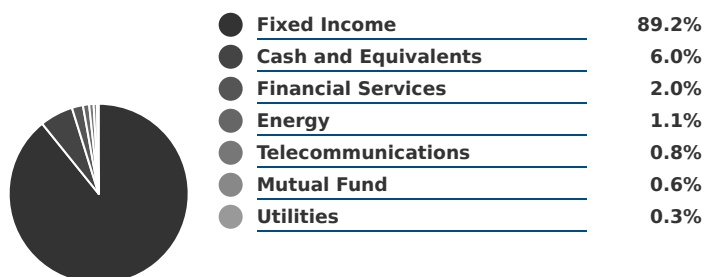 Fixed Income 89.2%
Cash and Equivalents 6.0%
Financial Services 2.0%
Energy 1.1%
Telecommunications 0.8%
Mutual Fund 0.6%
Utilities 0.3%